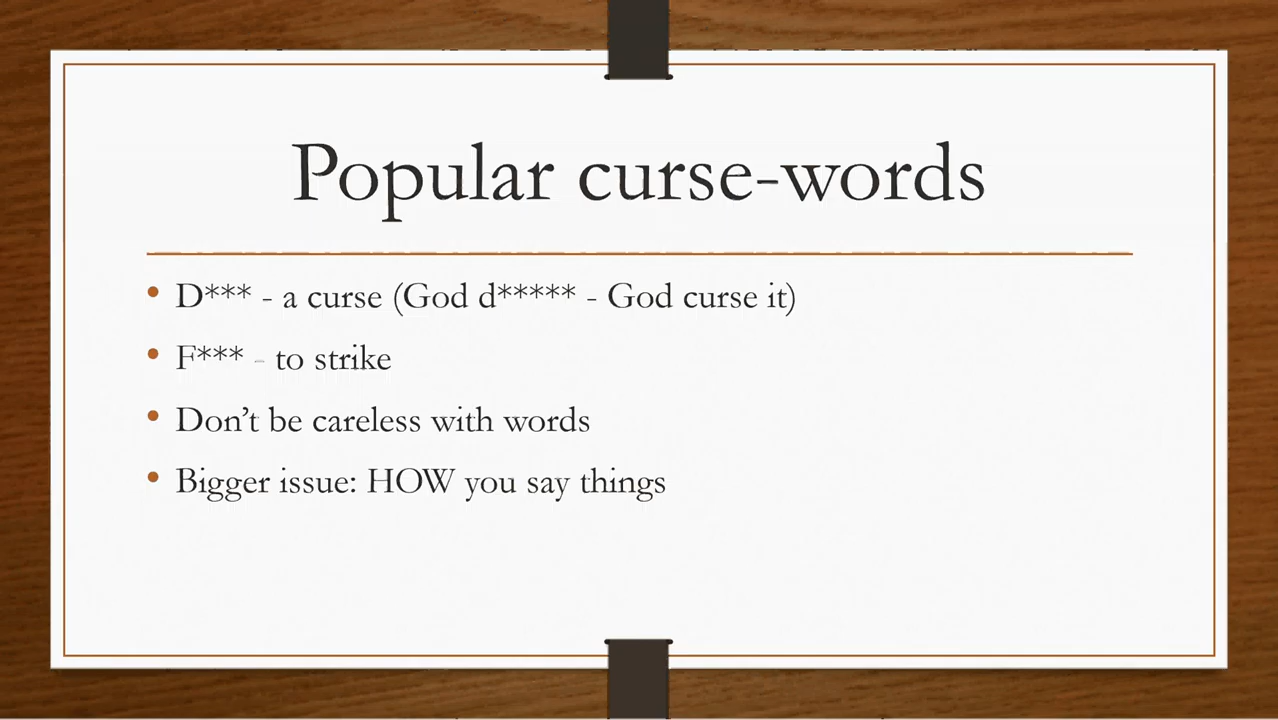 Popular curse-words
• D*** - a curse (God d***** - God curse it)
• F*** - to strike
• Don’t be careless with words
• Bigger issue: HOW you say things